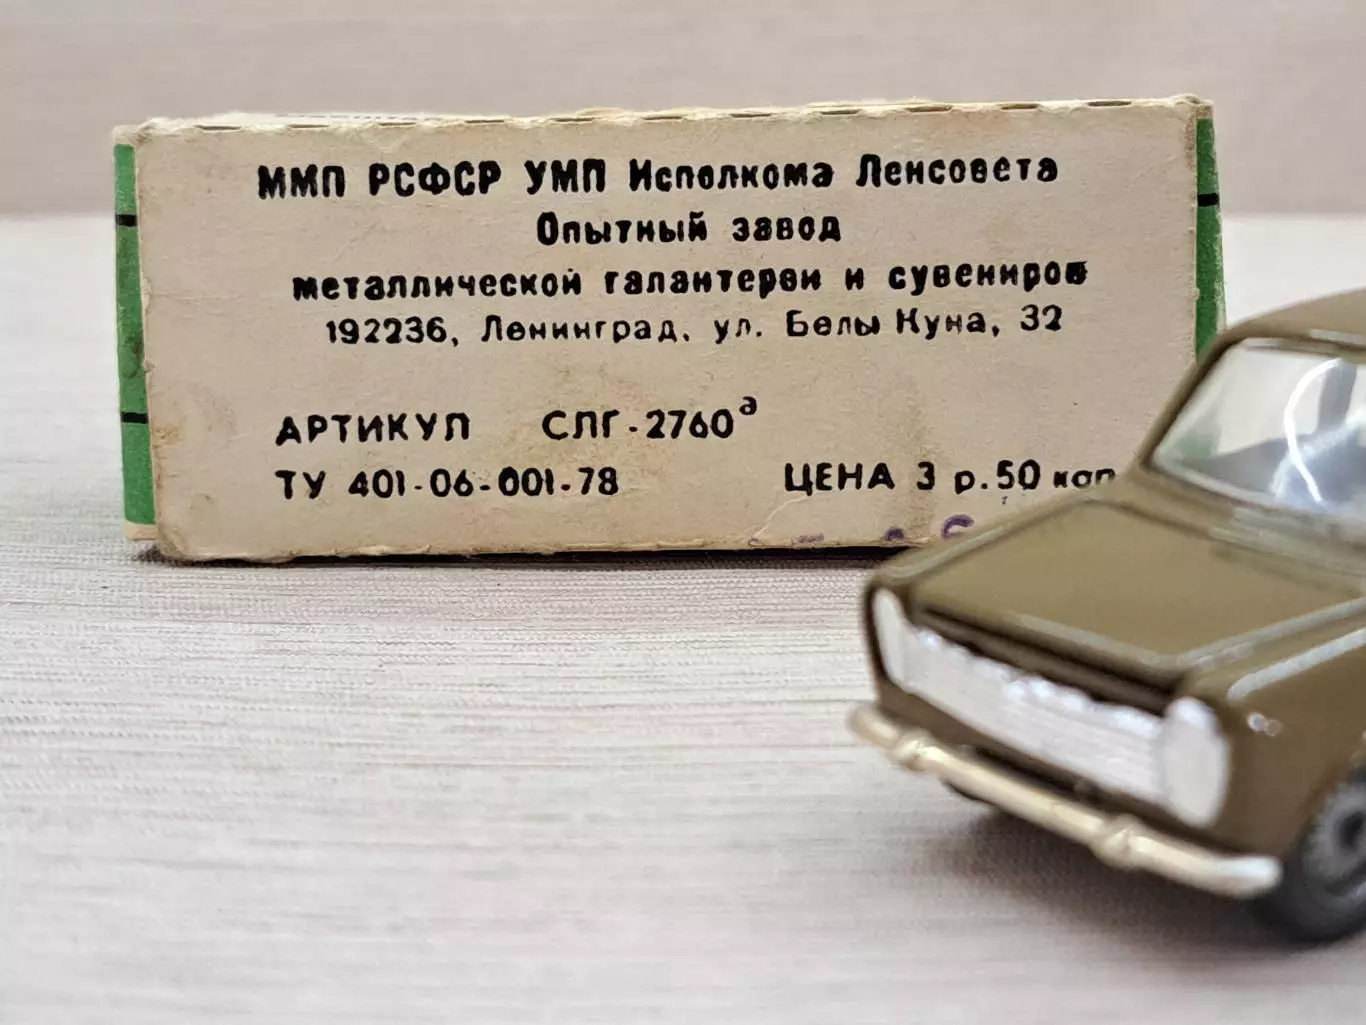 ММП РСФСР УМП Исполкома Ленсовета
Опытный завод
металлической галантереи и сувениров
192236, Ленинград, ул. Белы Куна, 32
АРТИКУЛ СЛГ-2760д
ТУ 401-06-001-78 ЦЕНА 3 р.50 коп